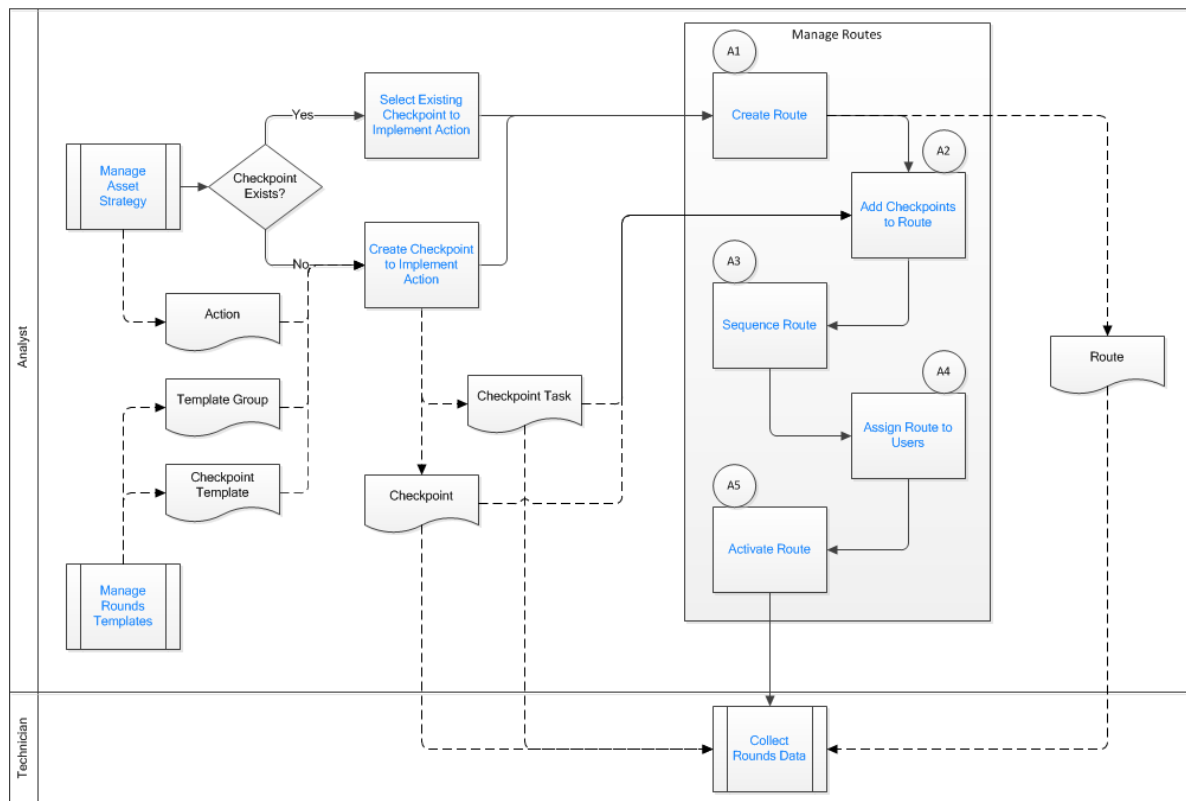 Manage Routes
A1
Select Existing
Checkpoint to
Implement Action
Yes
Create Route
A2
Manage
Asset
Strategy
Checkpoint
Exists?
Add Checkpoints
to Route
Create Checkpoint
to Implement
Action
No
A3
Action
Sequence Route
Route
Analyst
A4
Template Group
Checkpoint Task
Assign Route to
Users
Checkpoint
Template
Checkpoint
A5
Activate Route
Manage
Rounds
Templates
Technician
Collect
Rounds Data